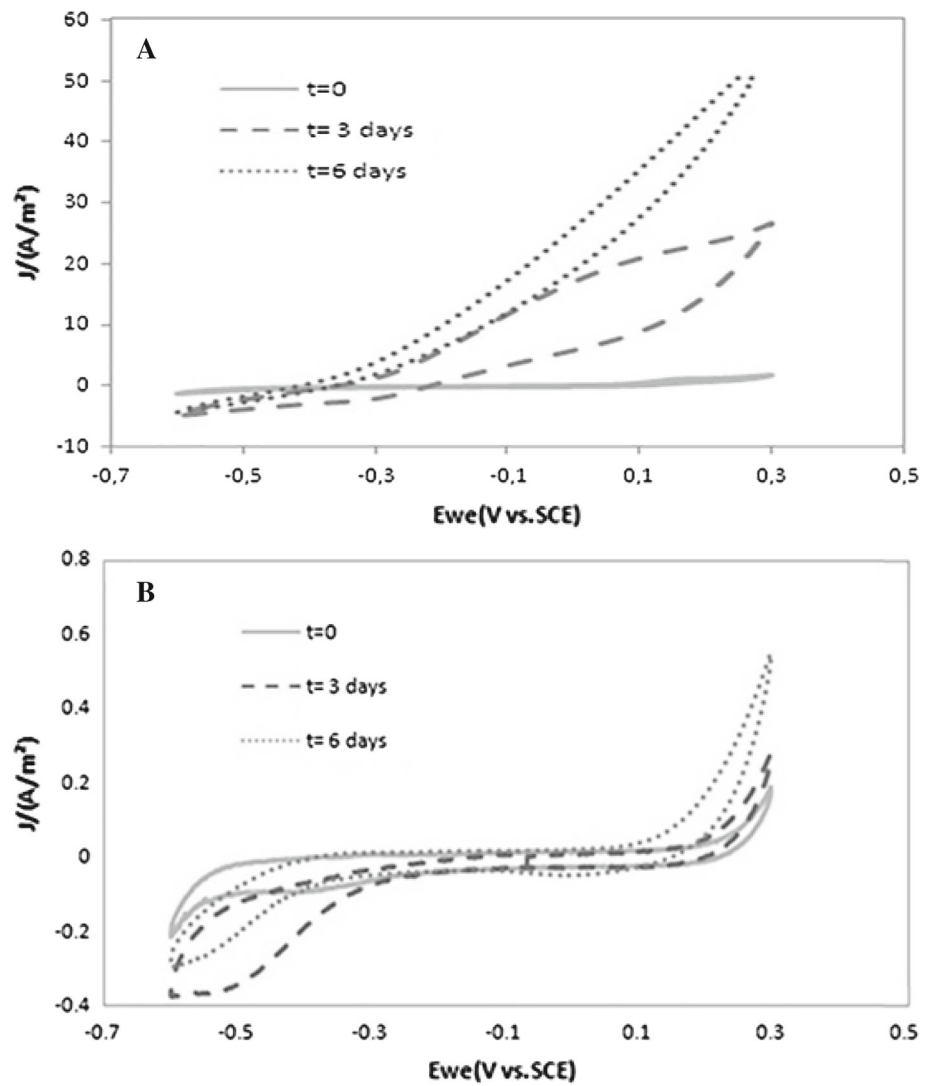 A
60
50
40
30
20
10
0
-10
J/(A/m²)
t=0
t= 3 days
t=6 days
-0,7 -0,5 -0,3 -0,1 0,1 0,3 0,5
Ewe(V vs.SCE)
B
0.8
0.6
0.4
0.2
0
-0.2
-0.4
J/(A/m²)
t=0
t= 3 days
t= 6 days
-0.7 -0.5 -0.3 -0.1 0.1 0.3 0.5
Ewe(V vs.SCE)